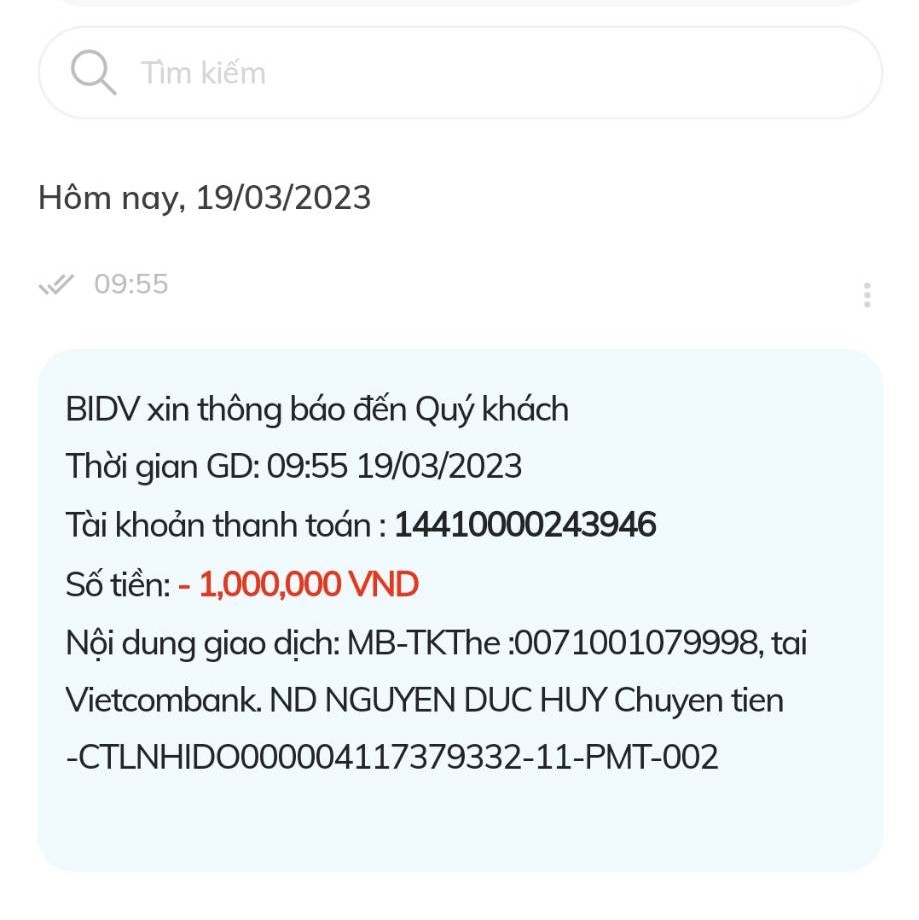 Tìm kiếm
Hôm nay, 19/03/2023
09:55
BIDV xin thông báo đến Quý khách
Thời gian GD: 09:55 19/03/2023
Tài khoản thanh toán : 14410000243946
Số tiền: - 1,000,000 VND
Nội dung giao dịch: MB-TKThe :0071001079998, tai
Vietcombank. ND NGUYEN DUC HUY Chuyen tien
-CTLNHIDO000004117379332-11-PMT-002